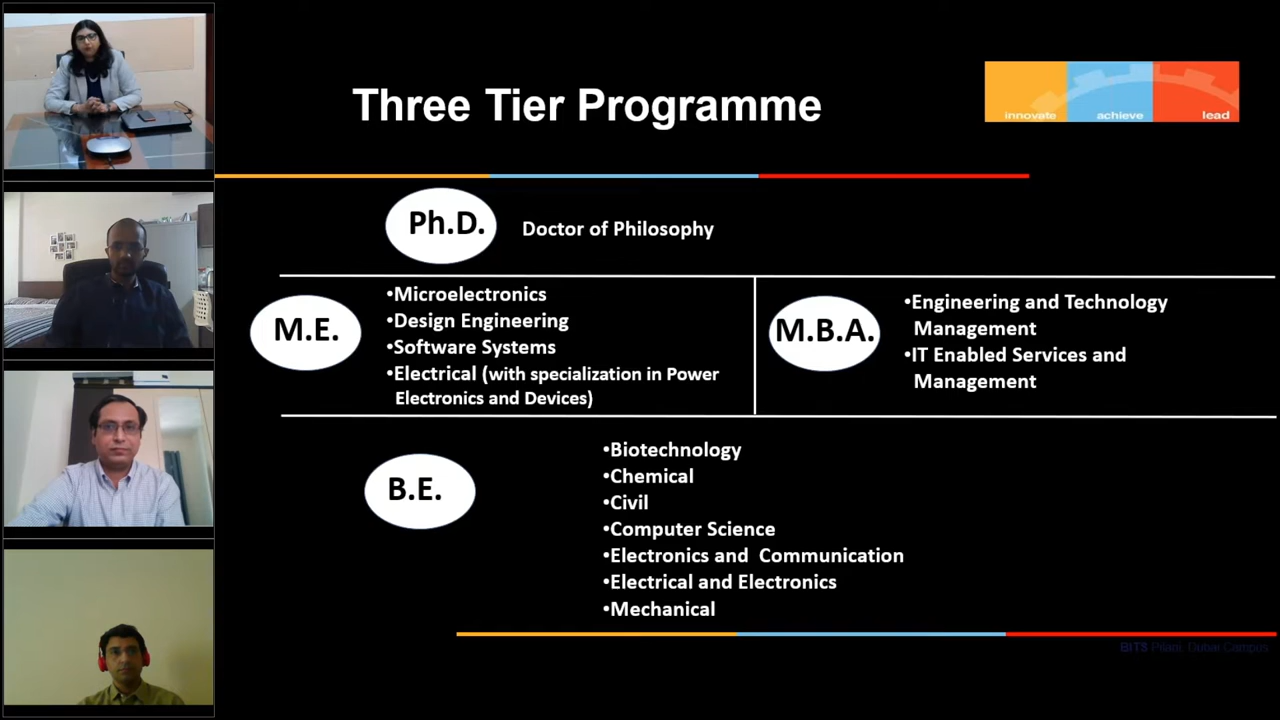 Three Tier Programme
innovate achieve lead
Ph.D. Doctor of Philosophy
M.E.
•Microelectronics
•Design Engineering
•Software Systems
•Electrical (with specialization in Power
Electronics and Devices)
M.B.A.
•Engineering and Technology
Management
•IT Enabled Services and
Management
B.E.
•Biotechnology
•Chemical
•Civil
•Computer Science
•Electronics and Communication
•Electrical and Electronics
•Mechanical
BITS Pilani, Dubai Campus